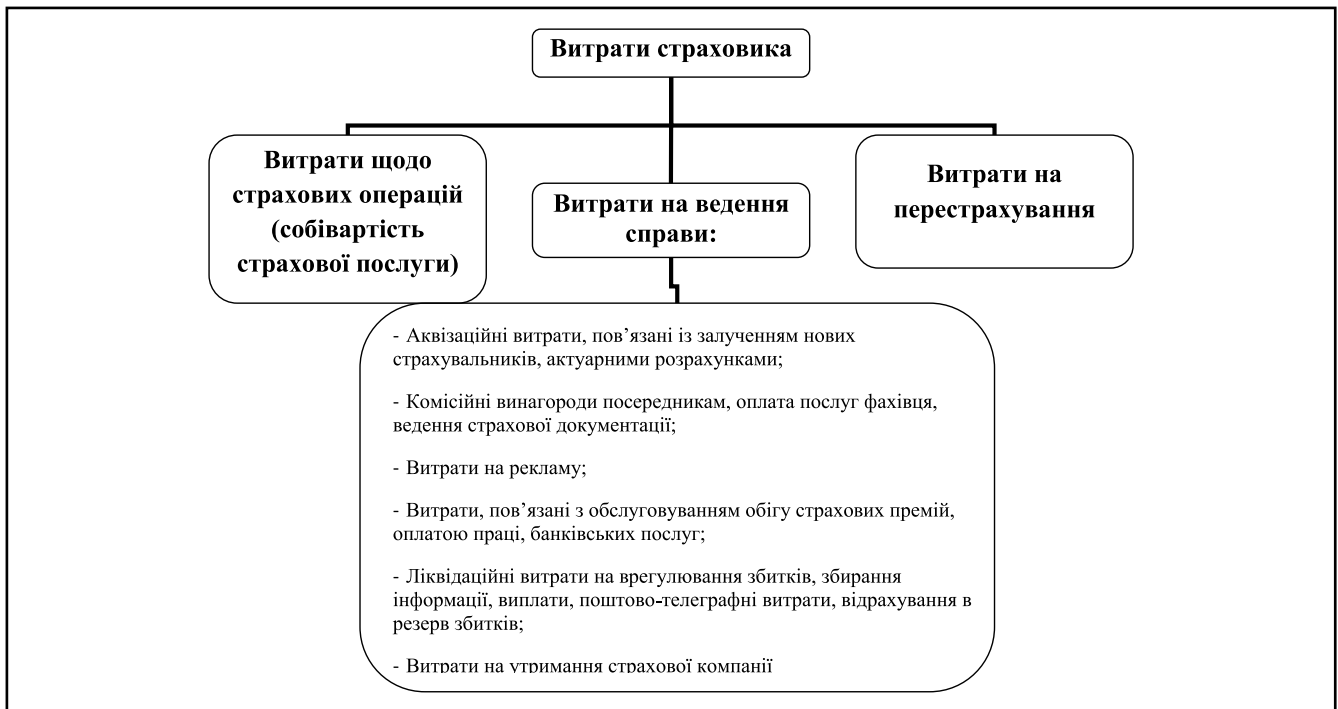 Витрати страховика
Витрати щодо
страхових операцій
(собівартість
страхової послуги)
Витрати на ведення
справи:
Витрати на
перестрахування
- Аквізаційні витрати, пов’язані із залученням нових
страхувальників, актуарними розрахунками;
- Комісійні винагороди посередникам, оплата послуг фахівця,
ведення страхової документації;
- Витрати на рекламу;
- Витрати, пов’язані з обслуговуванням обігу страхових премій,
оплатою праці, банківських послуг;
- Ліквідаційні витрати на врегулювання збитків, збирання
інформації, виплати, поштово-телеграфні витрати, відрахування в
резерв збитків;
- Витрати на утримання страхової компанії